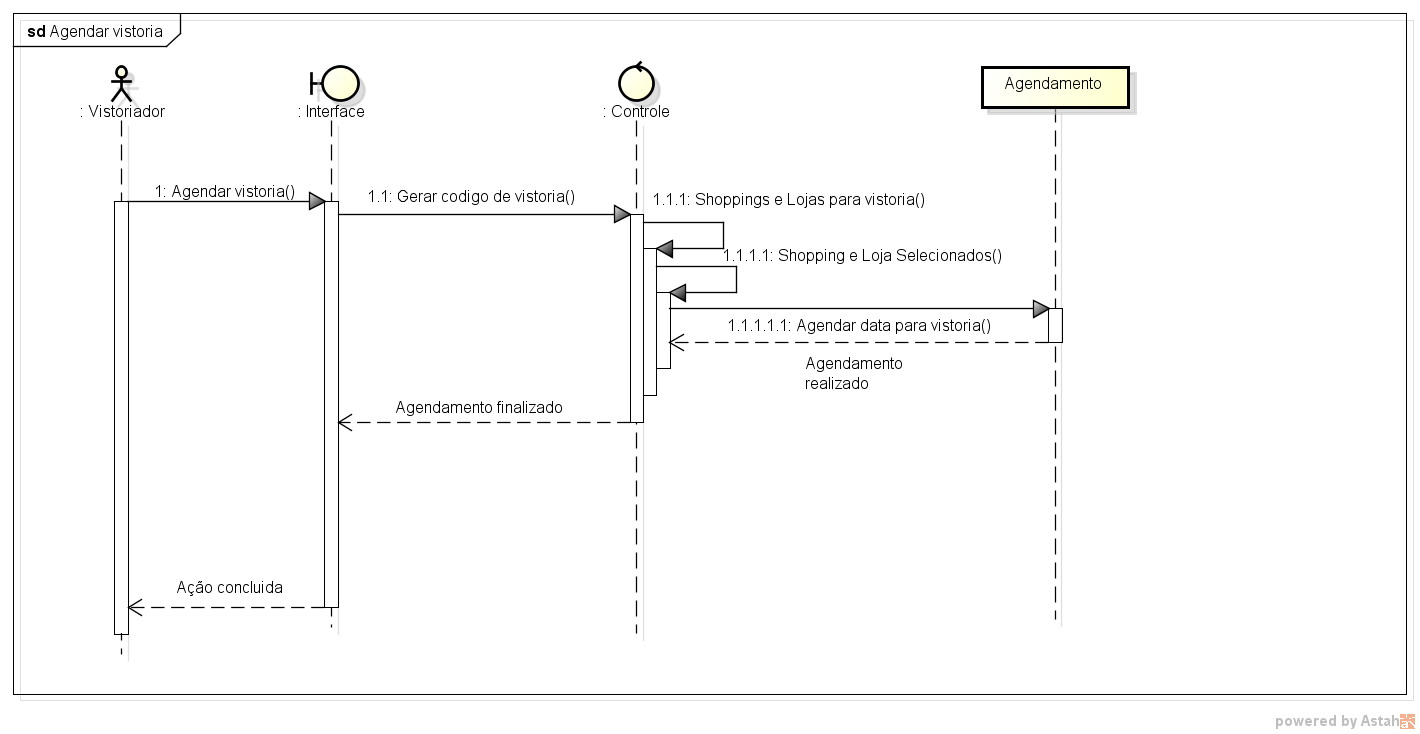 sd Agendar vistoria
: Vistoriador
: Interface
: Controle
Agendamento
1: Agendar vistoria()
1.1: Gerar codigo de vistoria()
1.1.1: Shoppings e Lojas para vistoria()
1.1.1.1: Shopping e Loja Selecionados()
1.1.1.1.1: Agendar data para vistoria()
Agendamento
realizado
Agendamento finalizado
Ação concluida
powered by Astah